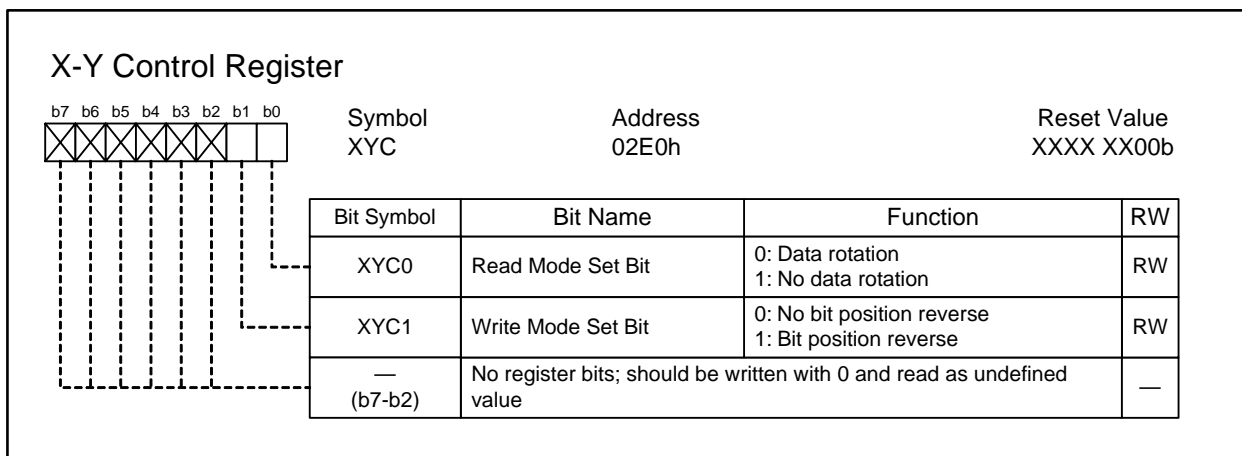 X-Y Control Register
b7 b6 b5 b4 b3 b2 b1 b0
Symbol Address Reset Value
XYC 02E0h XXXX XX00b
Bit Symbol Bit Name Function RW
XYC0 Read Mode Set Bit 0: Data rotation RW
1: No data rotation
XYC1 Write Mode Set Bit 0: No bit position reverse RW
1: Bit position reverse
— No register bits; should be written with 0 and read as undefined —
(b7-b2) value